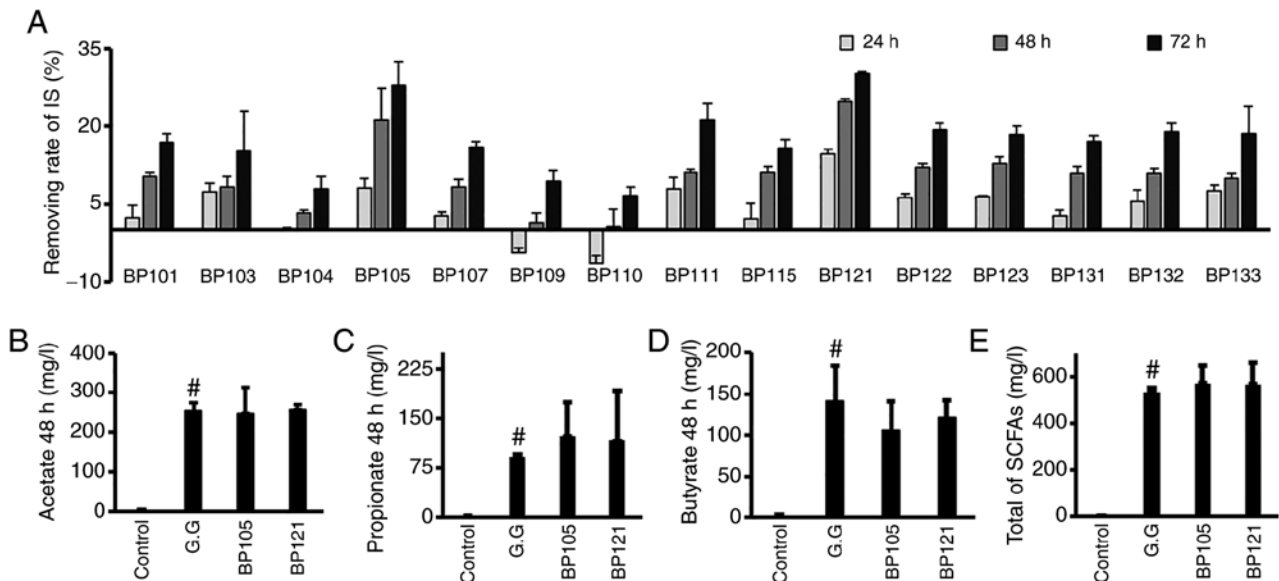 A
Removing rate of IS (%)
35
20
5
−10
24 h
48 h
72 h
BP101 BP103 BP104 BP105 BP107 BP109 BP110 BP111 BP115 BP121 BP122 BP123 BP131 BP132 BP133
B
Acetate 48 h (mg/l)
400
300
200
100
0
#
Control G.G BP105 BP121
C
Propionate 48 h (mg/l)
225
150
75
0
#
Control G.G BP105 BP121
D
Butyrate 48 h (mg/l)
200
150
100
50
0
#
Control G.G BP105 BP121
E
Total of SCFAs (mg/l)
600
400
200
0
#
Control G.G BP105 BP121